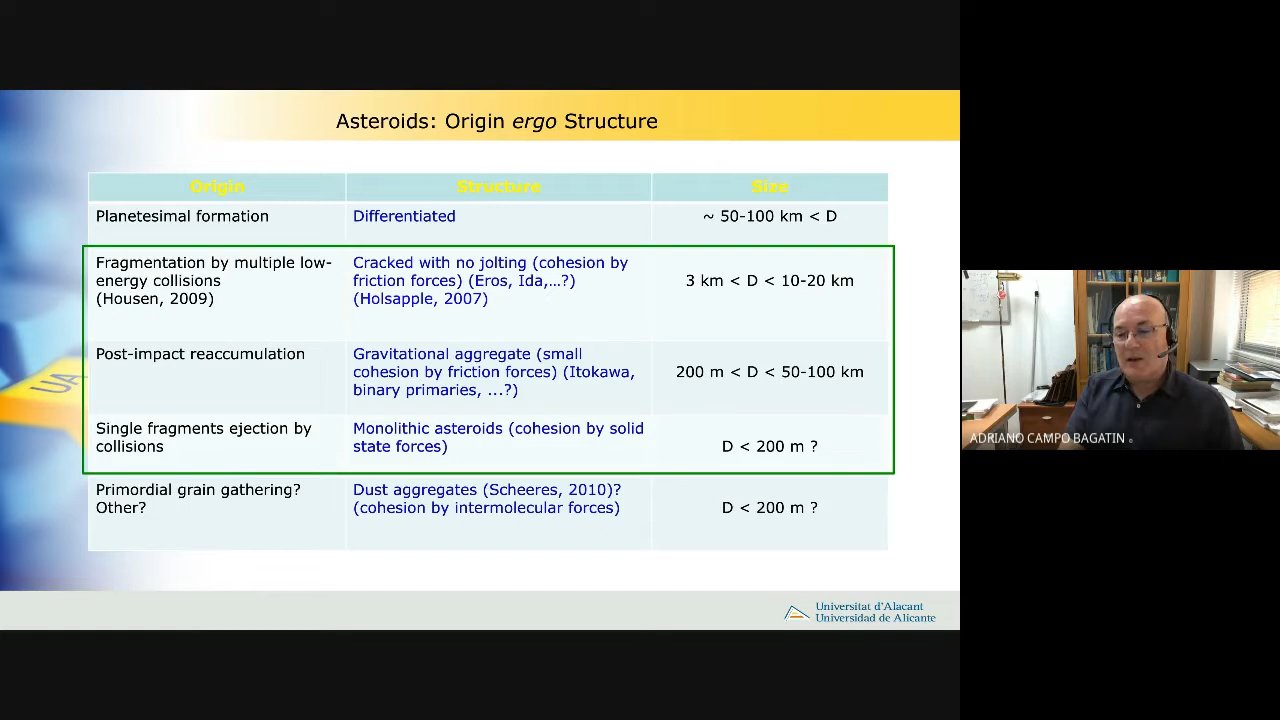 Asteroids: Origin ergo Structure
Origin
Structure
Size
Planetesimal formation
Differentiated
~ 50-100 km < D
Fragmentation by multiple low-
energy collisions
(Housen, 2009)
Cracked with no jolting (cohesion by
friction forces) (Eros, Ida,...?)
(Holsapple, 2007)
3 km < D < 10-20 km
Post-impact reaccumulation
Gravitational aggregate (small
cohesion by friction forces) (Itokawa,
binary primaries, ...?)
200 m < D < 50-100 km
Single fragments ejection by
collisions
Monolithic asteroids (cohesion by solid
state forces)
D < 200 m ?
Primordial grain gathering?
Other?
Dust aggregates (Scheeres, 2010)?
(cohesion by intermolecular forces)
D < 200 m ?
UA
Universitat d'Alacant
Universidad de Alicante
ADRIANO CAMPO BAGATIN